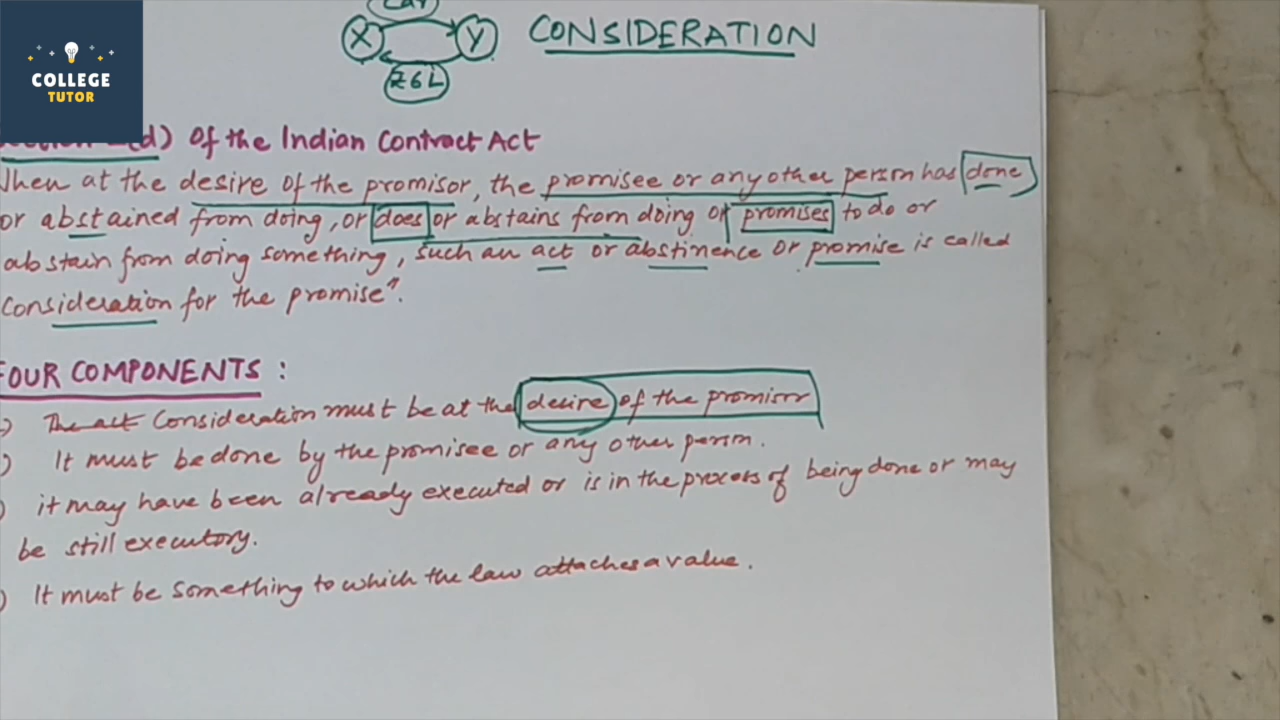 X Y CONSIDERATION
₹6L
COLLEGE
TUTOR
(d) Of the Indian Contract Act
When at the desire of the promisor, the promisee or any other person has done
or abstained from doing, or does or abstains from doing or promises to do or
abstain from doing something, such an act or abstinence or promise is called
Consideration for the promise".
FOUR COMPONENTS :
) The act Consideration must be at the desire of the promisor
) It must be done by the promisee or any other person.
) it may have been already executed or is in the process of being done or may
be still executory.
) It must be something to which the law attaches a value.